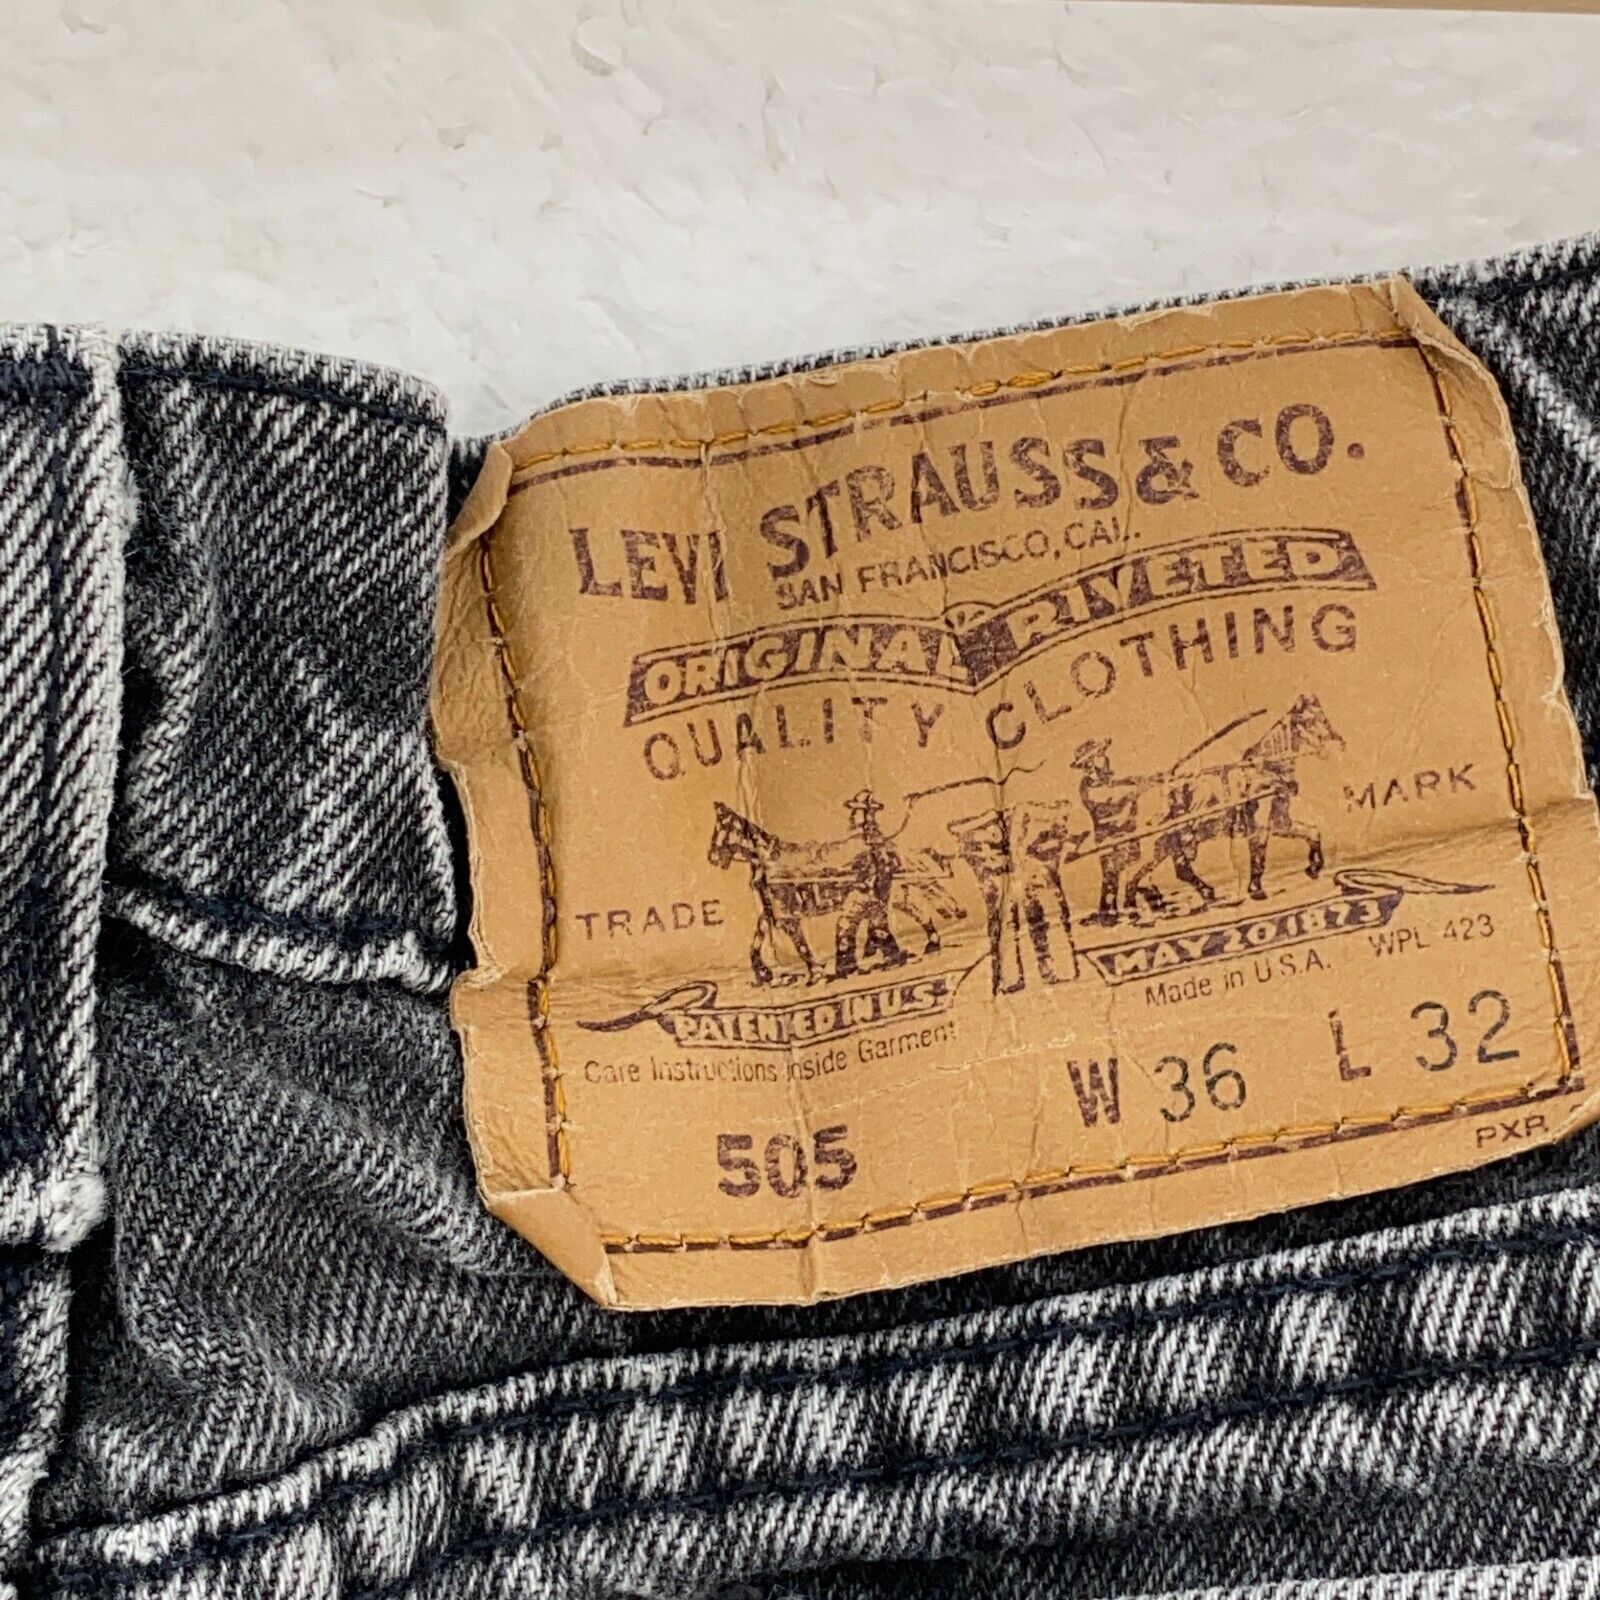 LEVI STRAUSS & CO.
SAN FRANCISCO, CAL.
ORIGINAL RIVETED
QUALITY CLOTHING
TRADE MARK
PATENTED IN U.S. MAY 20 1873
Care Instructions Inside Garment Made in U.S.A. WPL 423
505 W 36 L 32
PXP